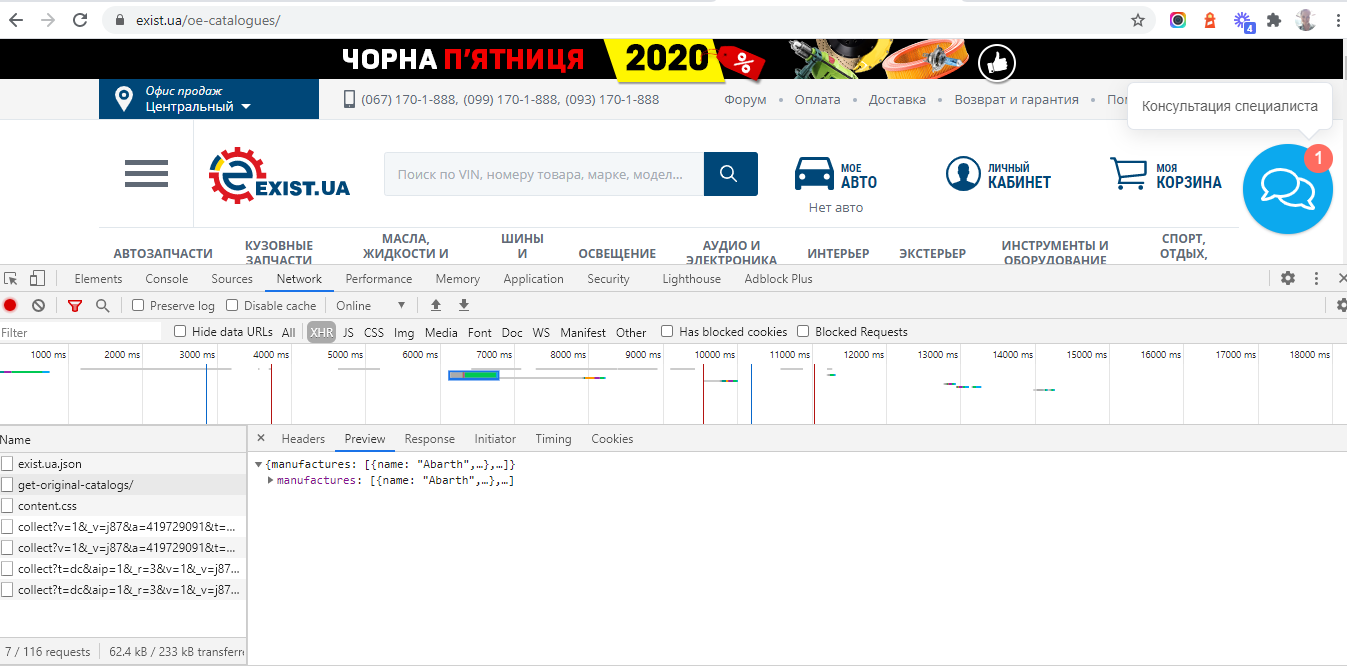 exist.ua/oe-catalogues/
4
ЧОРНА П'ЯТНИЦЯ 2020 %
Офис продаж
Центральный
(067) 170-1-888, (099) 170-1-888, (093) 170-1-888
Форум • Оплата • Доставка • Возврат и гарантия •
Консультация специалиста
1
EXIST.UA
Поиск по VIN, номеру товара, марке, модел...
МОЕ
АВТО
Нет авто
ЛИЧНЫЙ
КАБИНЕТ
МОЯ
КОРЗИНА
АВТОЗАПЧАСТИ
КУЗОВНЫЕ
ЗАПЧАСТИ
МАСЛА,
ЖИДКОСТИ И
ШИНЫ
И
ОСВЕЩЕНИЕ
АУДИО И
ЭЛЕКТРОНИКА
ИНТЕРЬЕР
ЭКСТЕРЬЕР
ИНСТРУМЕНТЫ И
ОБОРУДОВАНИЕ
СПОРТ,
ОТДЫХ,
Elements Console Sources Network Performance Memory Application Security Lighthouse Adblock Plus
Preserve log Disable cache Online
Filter Hide data URLs All XHR JS CSS Img Media Font Doc WS Manifest Other Has blocked cookies Blocked Requests
1000 ms 2000 ms 3000 ms 4000 ms 5000 ms 6000 ms 7000 ms 8000 ms 9000 ms 10000 ms 11000 ms 12000 ms 13000 ms 14000 ms 15000 ms 16000 ms 17000 ms 18000 ms
Name
exist.ua.json
get-original-catalogs/
content.css
collect?v=1&_v=j87&a=419729091&t=...
collect?v=1&_v=j87&a=419729091&t=...
collect?t=dc&aip=1&_r=3&v=1&_v=j87...
collect?t=dc&aip=1&_r=3&v=1&_v=j87...
7 / 116 requests 62.4 kB / 233 kB
Headers Preview Response Initiator Timing Cookies
{manufactures: [{name: "Abarth",…},…]}
manufactures: [{name: "Abarth",…},…]